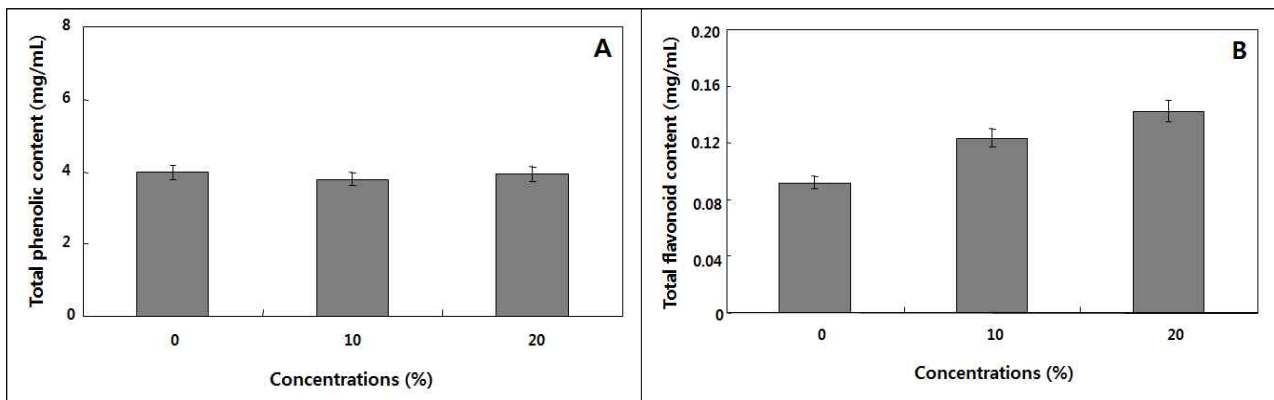 A
Total phenolic content (mg/mL)
8
6
4
2
0
0 10 20
Concentrations (%)
B
Total flavonoid content (mg/mL)
0.20
0.16
0.12
0.08
0.04
0
0 10 20
Concentrations (%)